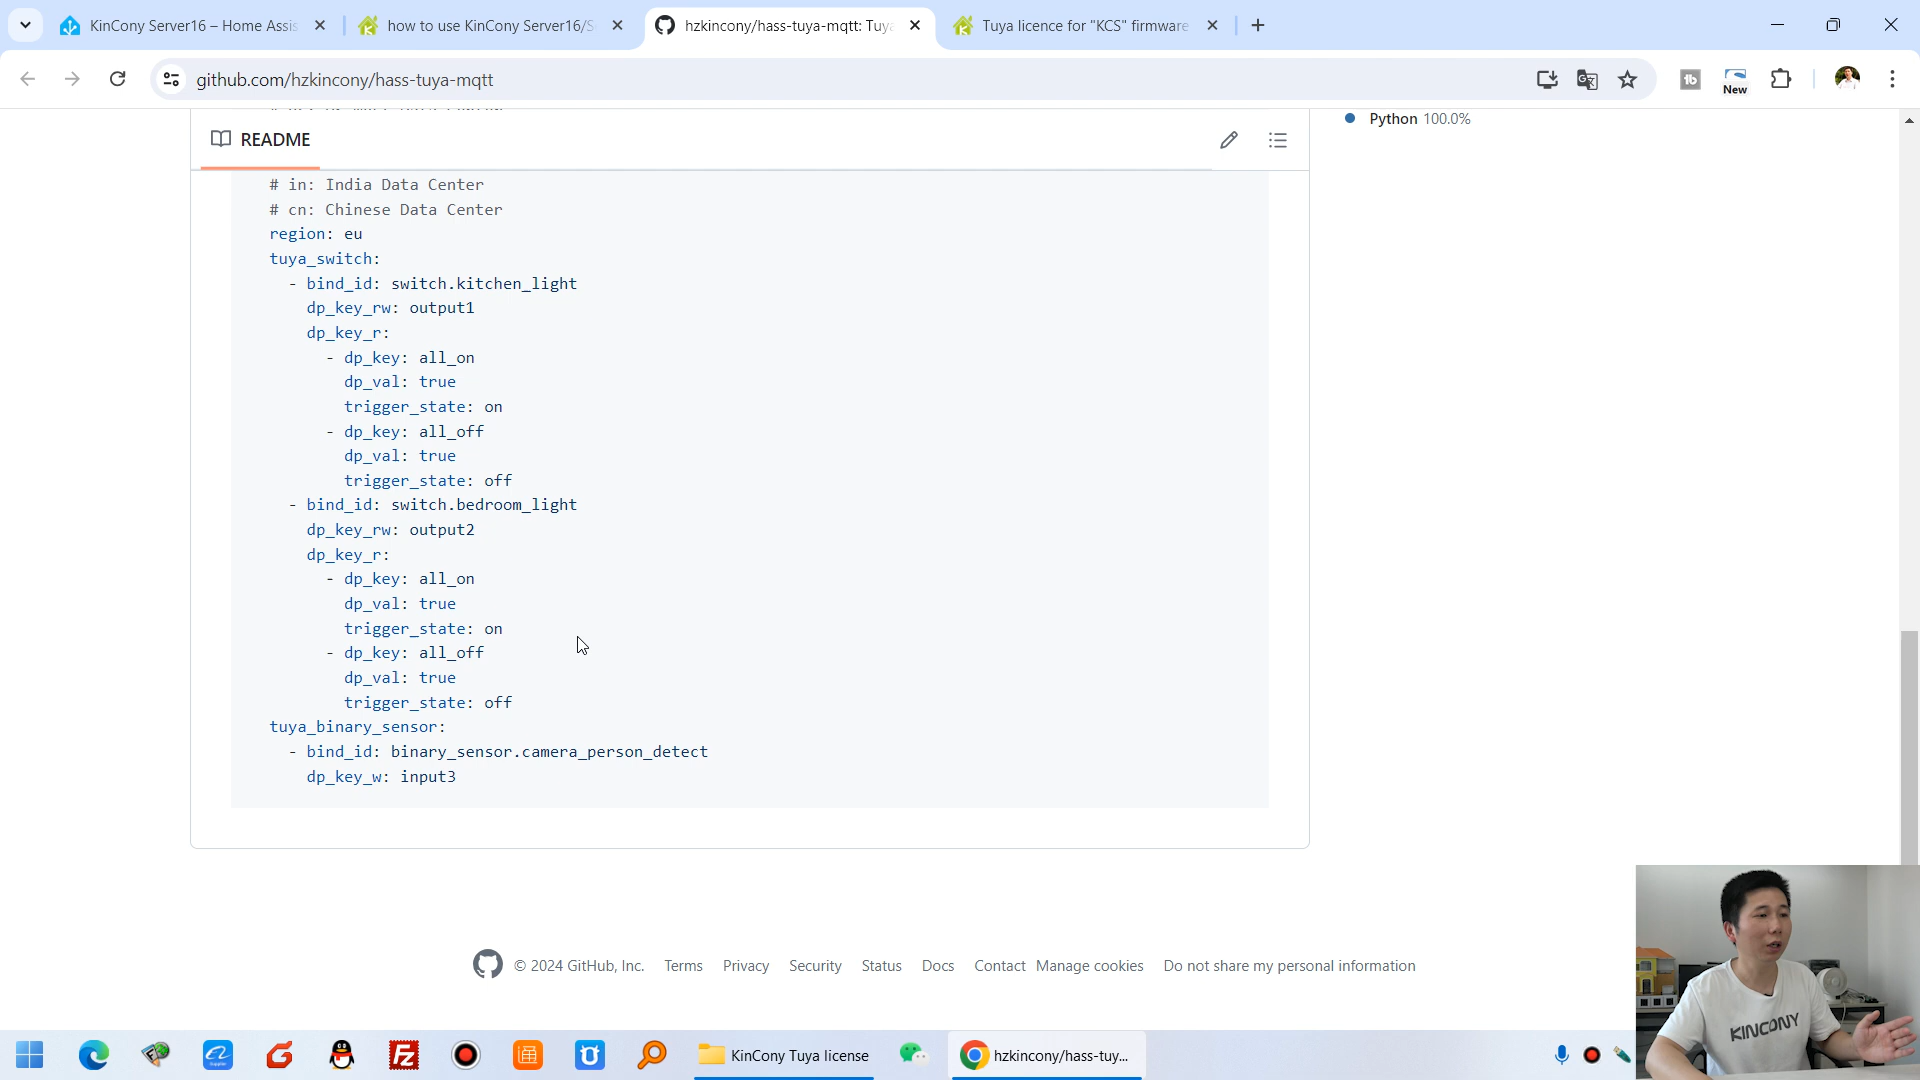 KinCony Server16 – Home Assis
how to use KinCony Server16/S
hzkincony/hass-tuya-mqtt: Tuya
Tuya licence for "KCS" firmware
github.com/hzkincony/hass-tuya-mqtt
New
README
Python 100.0%
# in: India Data Center
# cn: Chinese Data Center
region: eu
tuya_switch:
- bind_id: switch.kitchen_light
dp_key_rw: output1
dp_key_r:
- dp_key: all_on
dp_val: true
trigger_state: on
- dp_key: all_off
dp_val: true
trigger_state: off
- bind_id: switch.bedroom_light
dp_key_rw: output2
dp_key_r:
- dp_key: all_on
dp_val: true
trigger_state: on
- dp_key: all_off
dp_val: true
trigger_state: off
tuya_binary_sensor:
- bind_id: binary_sensor.camera_person_detect
dp_key_w: input3
© 2024 GitHub, Inc. Terms Privacy Security Status Docs Contact Manage cookies Do not share my personal information
KINCONY
KinCony Tuya license
hzkincony/hass-tuy...